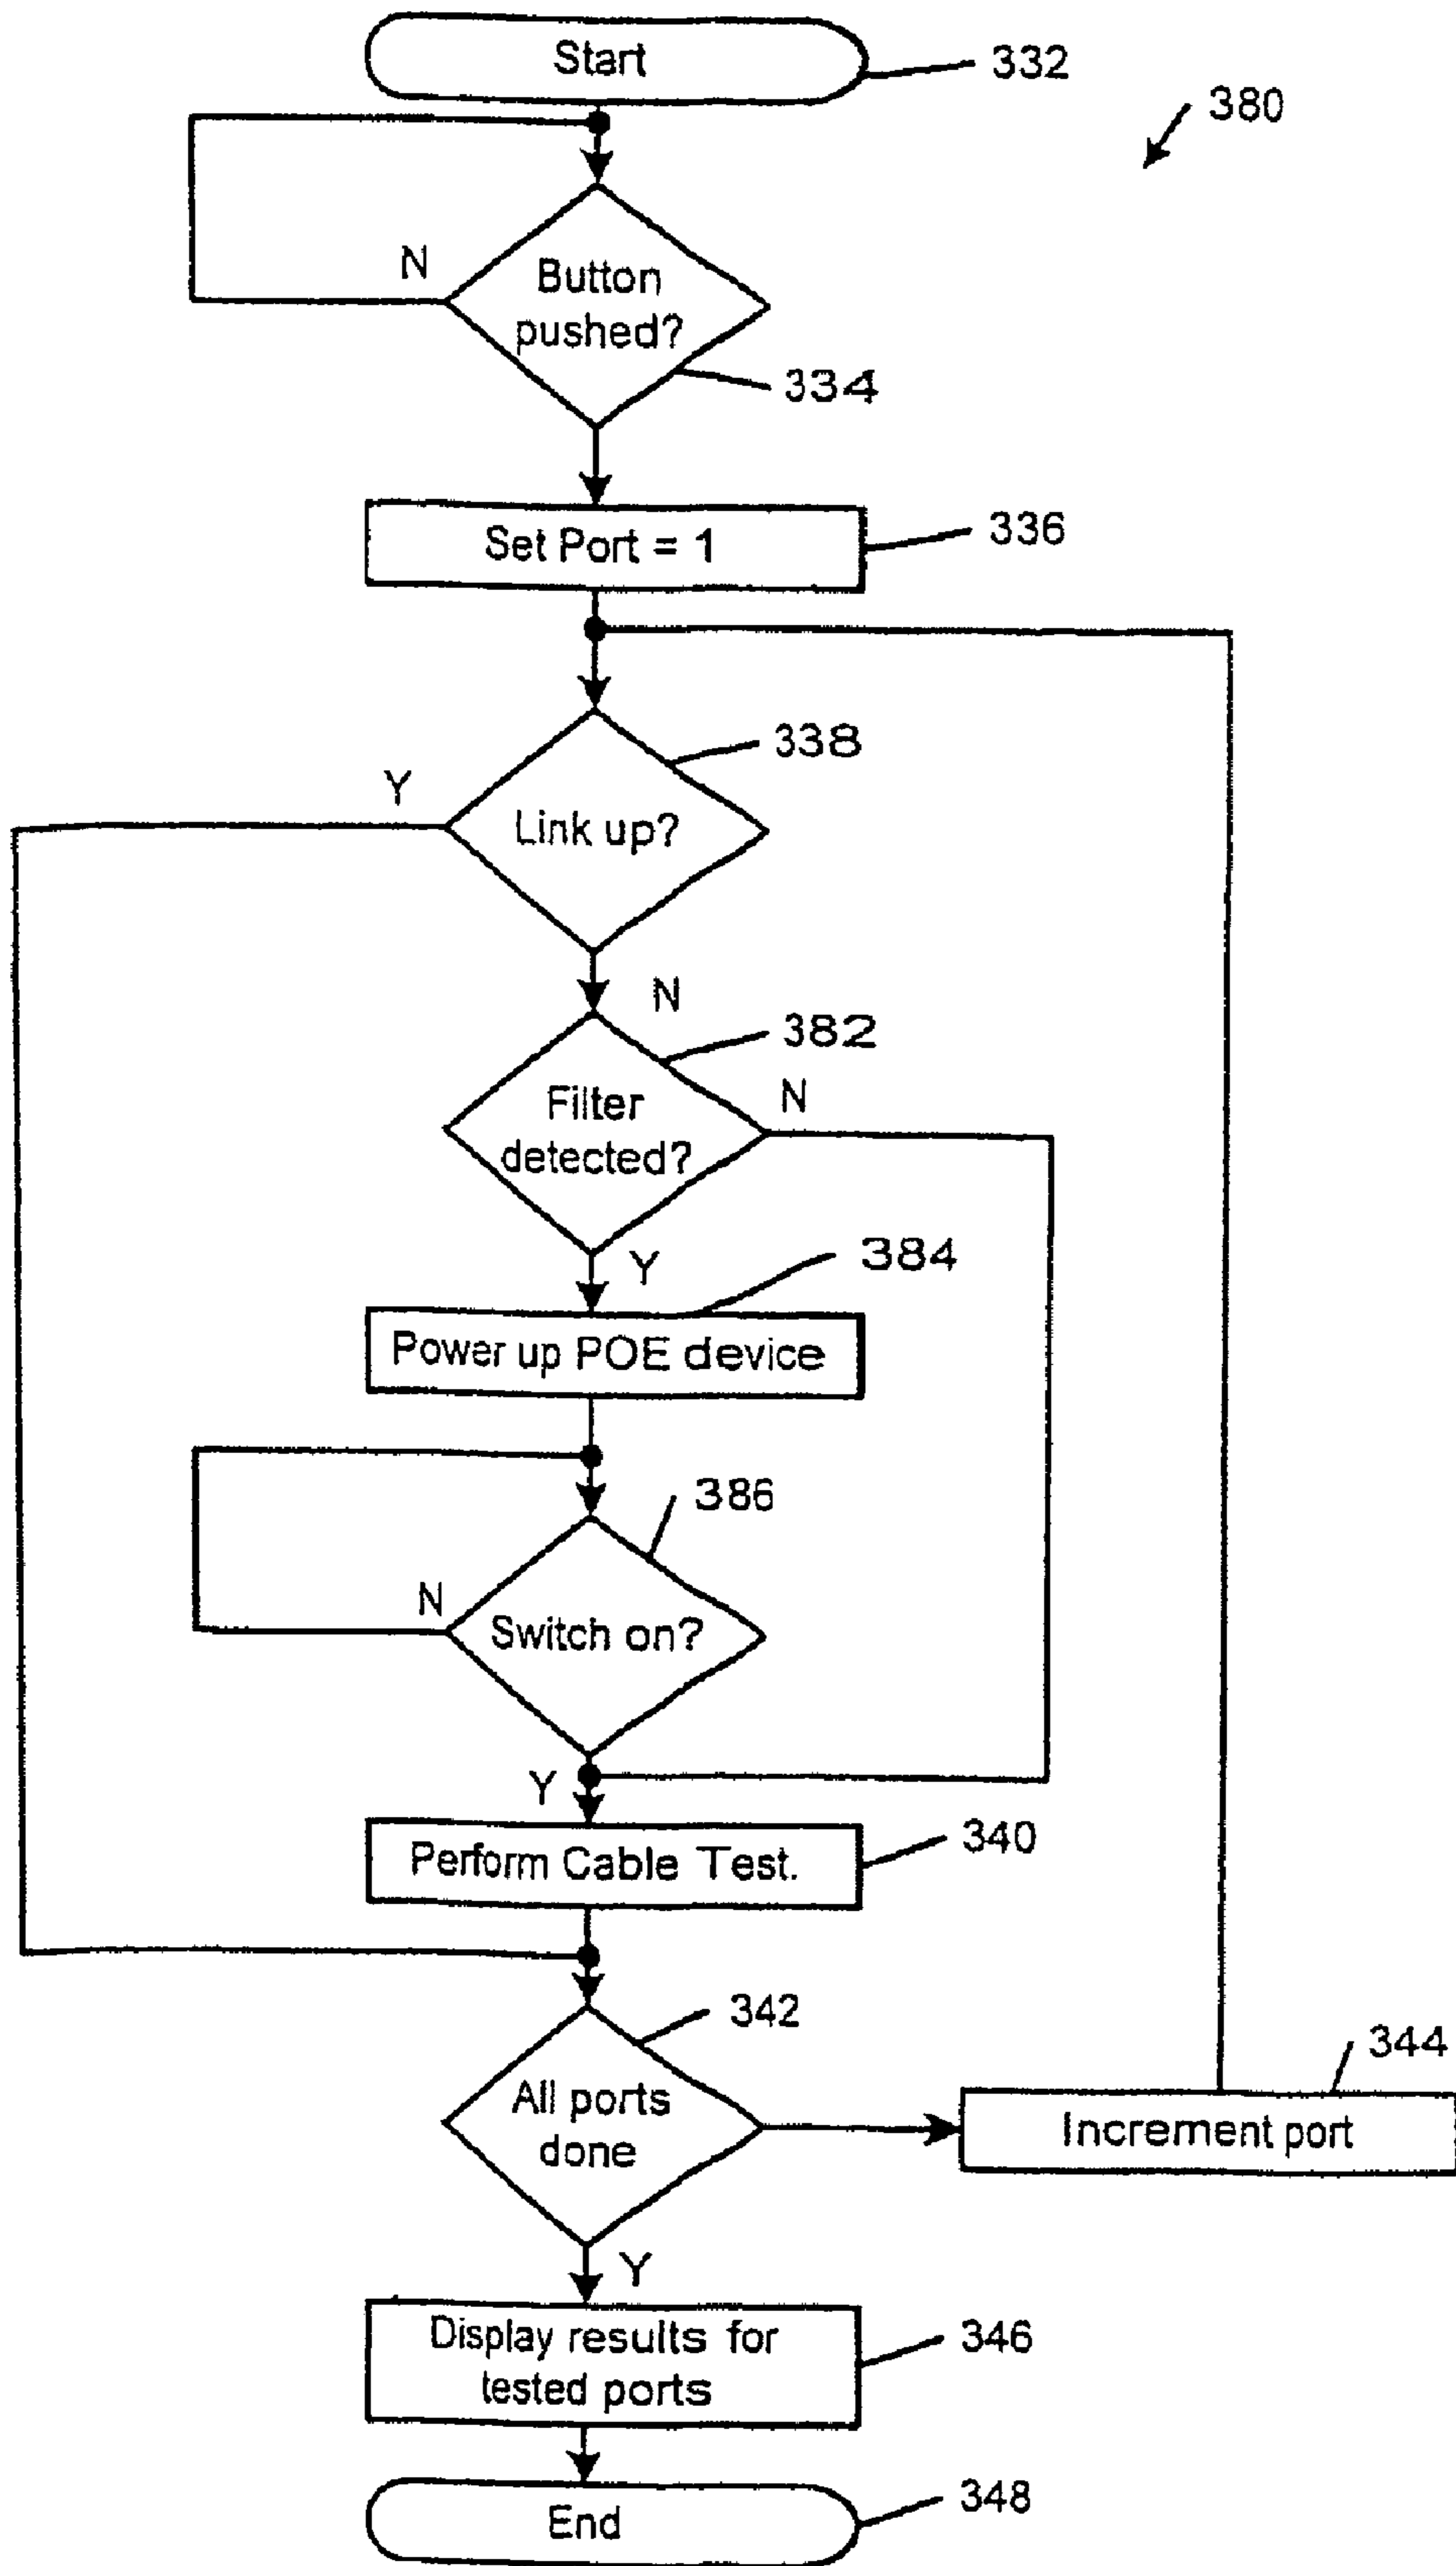 Start
332
380
N
Button
pushed?
334
Set Port = 1
336
338
Y
Link up?
N
382
N
Filter
detected?
Y
384
Power up POE device
386
N
Switch on?
Y
Perform Cable Test.
340
342
All ports
done
344
Increment port
Y
Display results for
tested ports
346
End
348